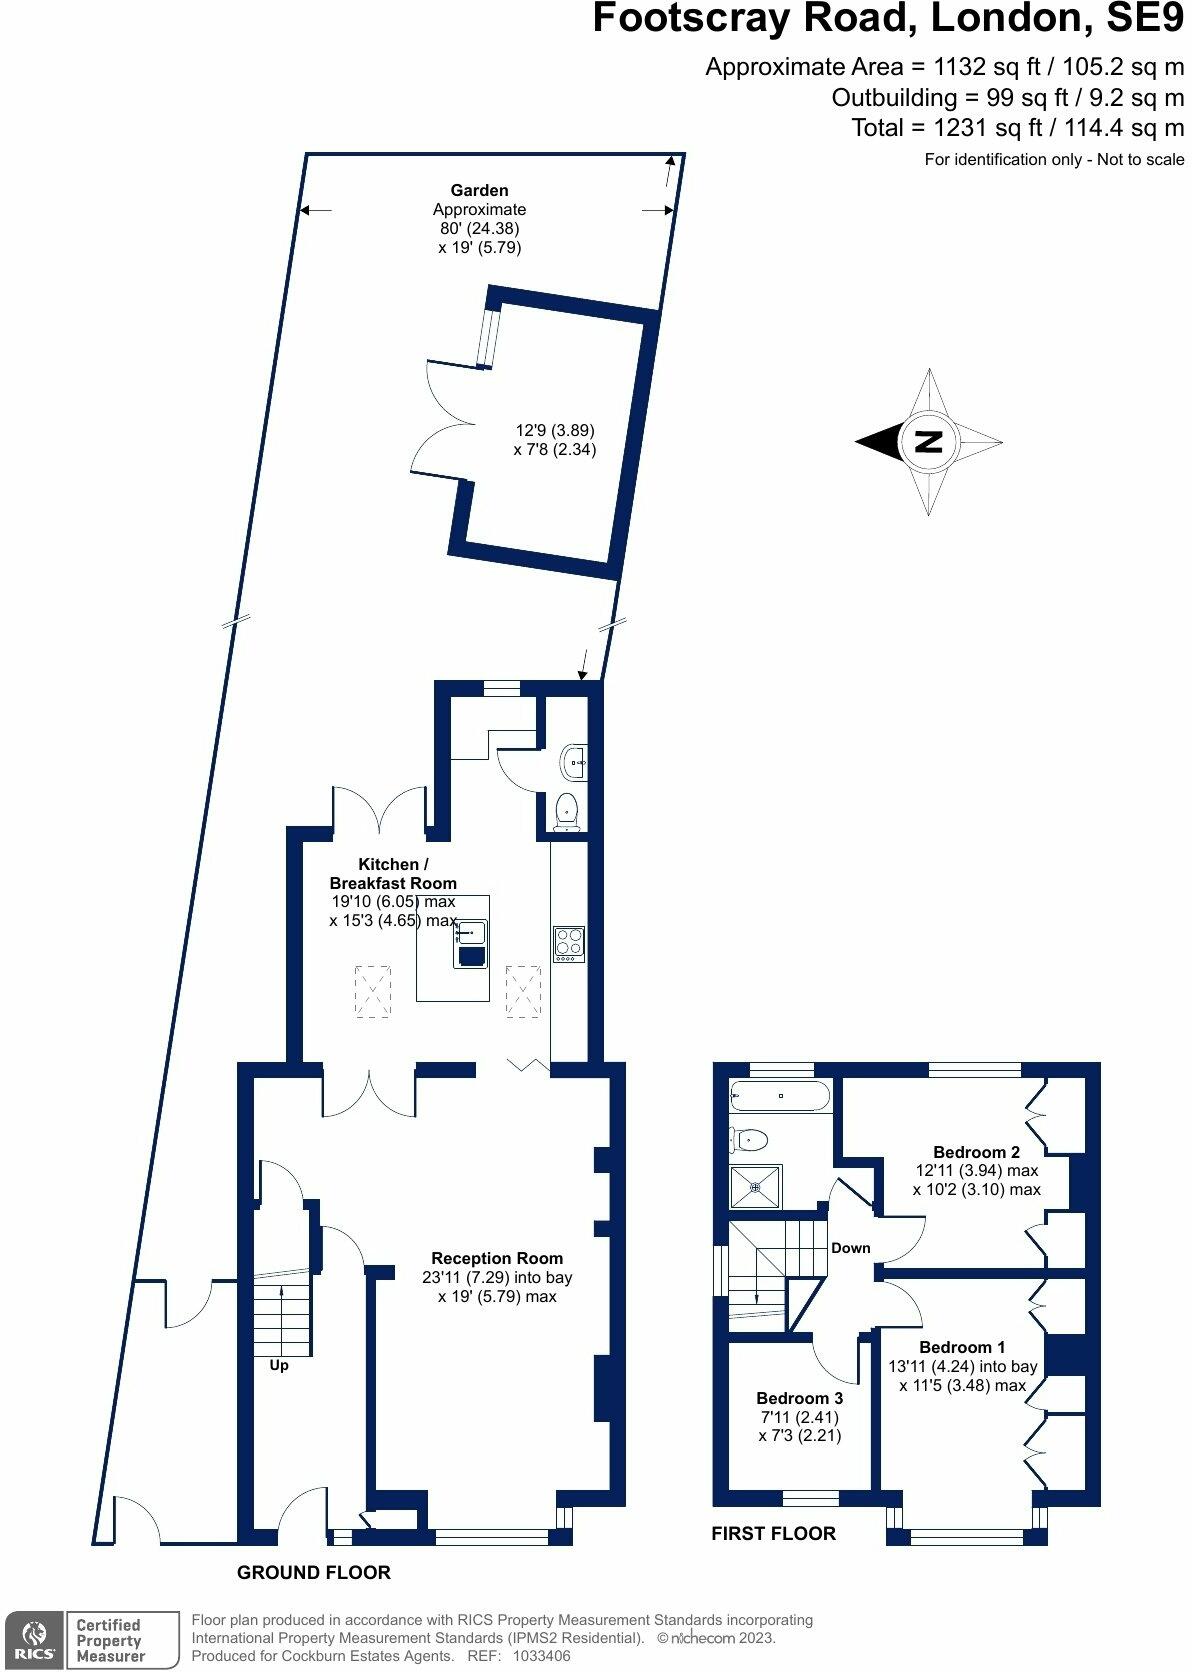 Footscray Road, London, SE9
Approximate Area = 1132 sq ft / 105.2 sq m
Outbuilding = 99 sq ft / 9.2 sq m
Total = 1231 sq ft / 114.4 sq m
For identification only - Not to scale
Garden
Approximate
80' (24.38)
x 19' (5.79)
12'9 (3.89)
x 7'8 (2.34)
N
Kitchen /
Breakfast Room
19'10 (6.05) max
x 15'3 (4.65) max
Reception Room
23'11 (7.29) into bay
x 19' (5.79) max
Up
GROUND FLOOR
Bedroom 2
12'11 (3.94) max
x 10'2 (3.10) max
Down
Bedroom 1
13'11 (4.24) into bay
x 11'5 (3.48) max
Bedroom 3
7'11 (2.41)
x 7'3 (2.21)
FIRST FLOOR
RICS
Certified
Property
Measurer
Floor plan produced in accordance with RICS Property Measurement Standards incorporating
International Property Measurement Standards (IPMS2 Residential). © nichecom 2023.
Produced for Cockburn Estates Agents. REF: 1033406